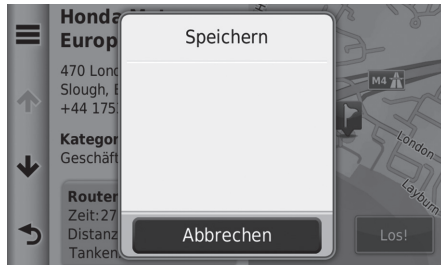 Honda
Europ
470 Lond
Slough, E
+44 175
Kategor
Geschäft
Router
Zeit:27
Distanz
Tanken
Speichern
Abbrechen
M4
London
Layburn
Los!